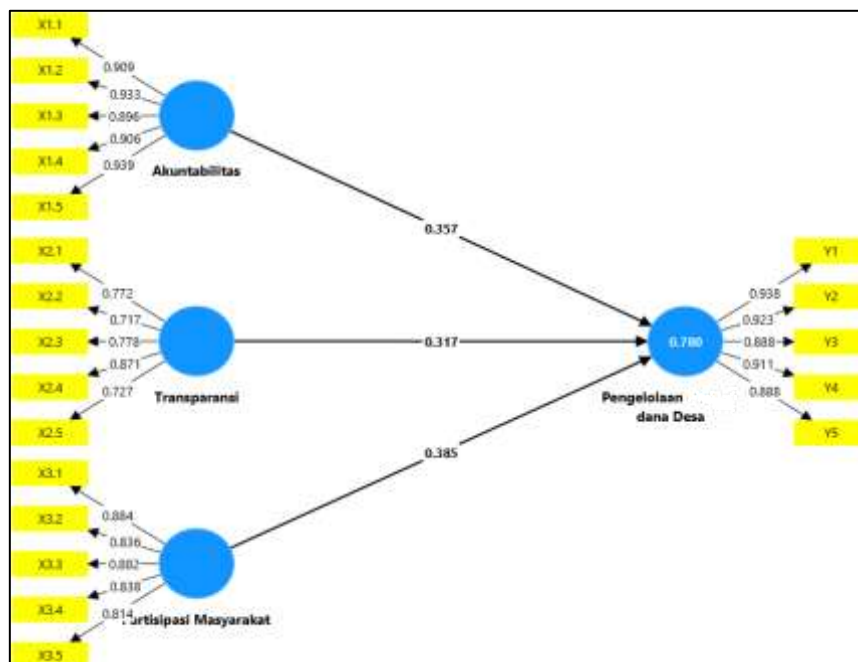 X1.1
0.909
X1.2
0.933
X1.3
0.896
0.906
X1.4
0.939
Akuntabilitas
X1.5
0.357
X2.1
0.772
X2.2
0.717
X2.3
0.778
0.871
X2.4
0.727
Transparansi
X2.5
0.317
X3.1
0.884
X3.2
0.836
X3.3
0.882
0.838
X3.4
0.814
Masyarakat
X3.5
0.385
0.780
Pengelolaan
dana Desa
Y1
0.938
Y2
0.923
Y3
0.888
0.911
Y4
0.888
Y5